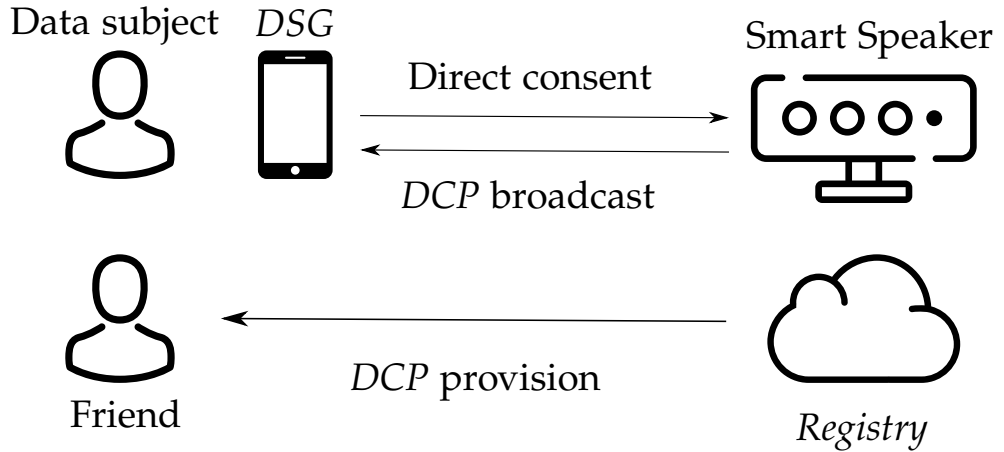 Data subject
DSG
Smart Speaker
Direct consent
DCP broadcast
DCP provision
Friend
Registry